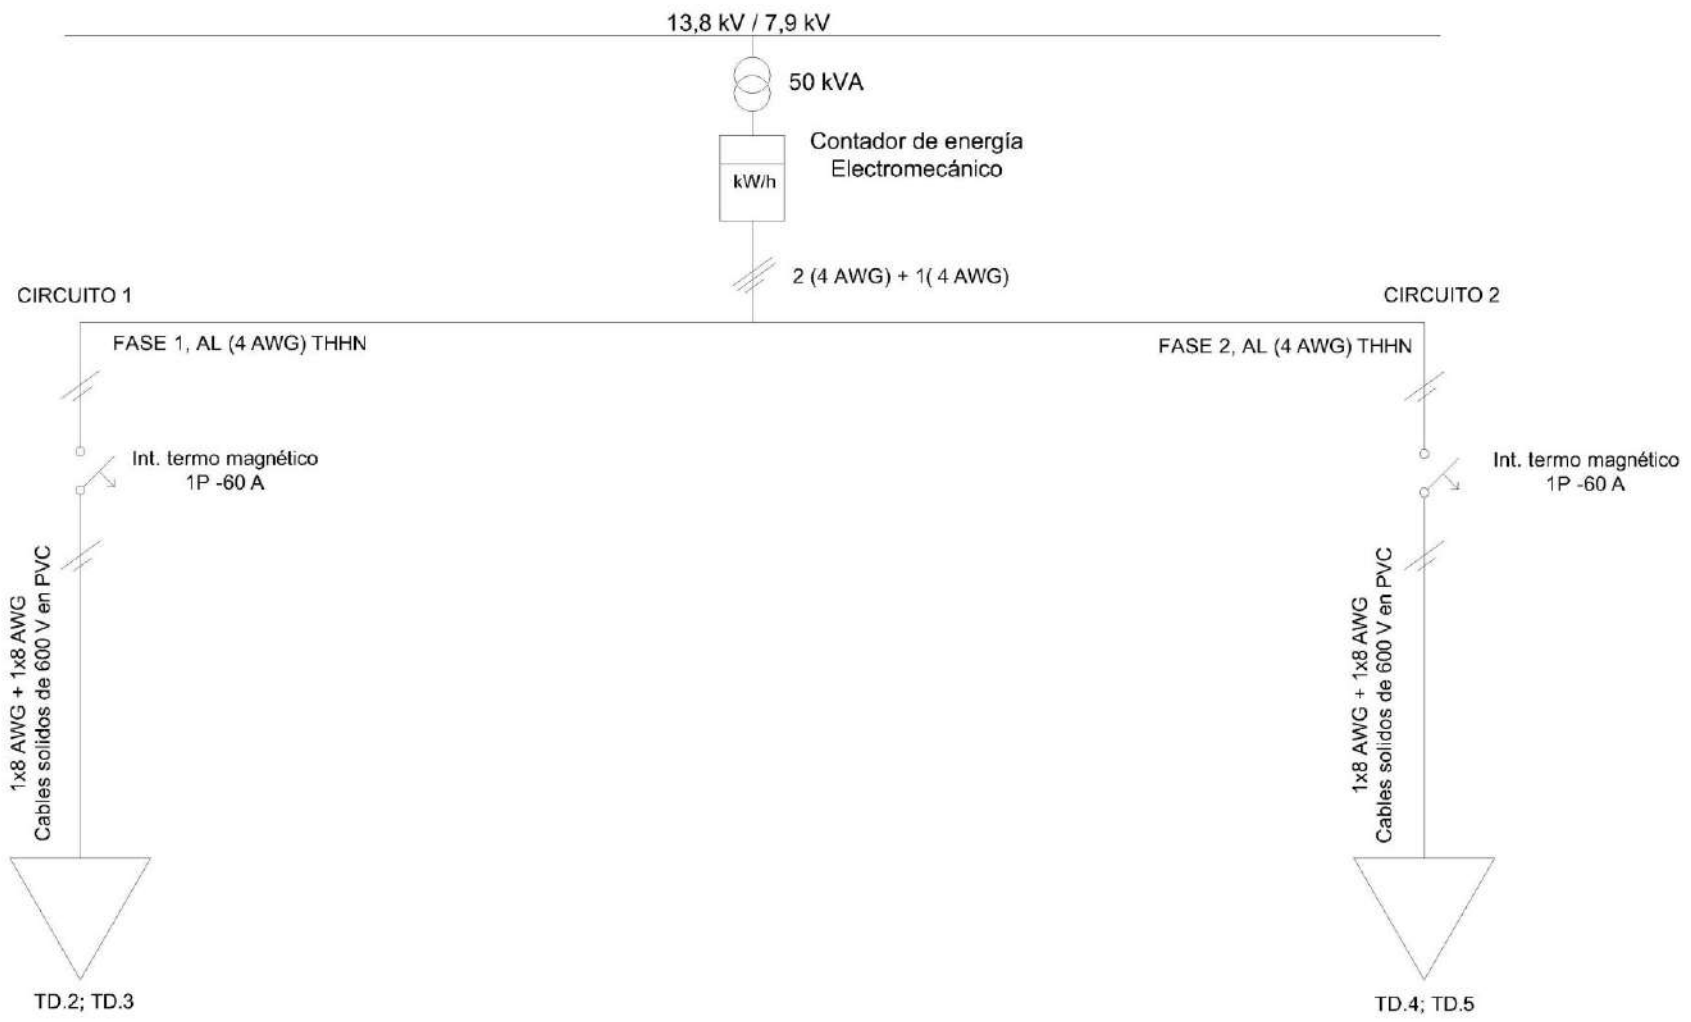 13,8 kV / 7,9 kV
50 kVA
Contador de energía
Electromecánico
kW/h
2 (4 AWG) + 1( 4 AWG)
CIRCUITO 1
CIRCUITO 2
FASE 1, AL (4 AWG) THHN
FASE 2, AL (4 AWG) THHN
Int. termo magnético
1P -60 A
Int. termo magnético
1P -60 A
1x8 AWG + 1x8 AWG
Cables solidos de 600 V en PVC
1x8 AWG + 1x8 AWG
Cables solidos de 600 V en PVC
TD.2; TD.3
TD.4; TD.5